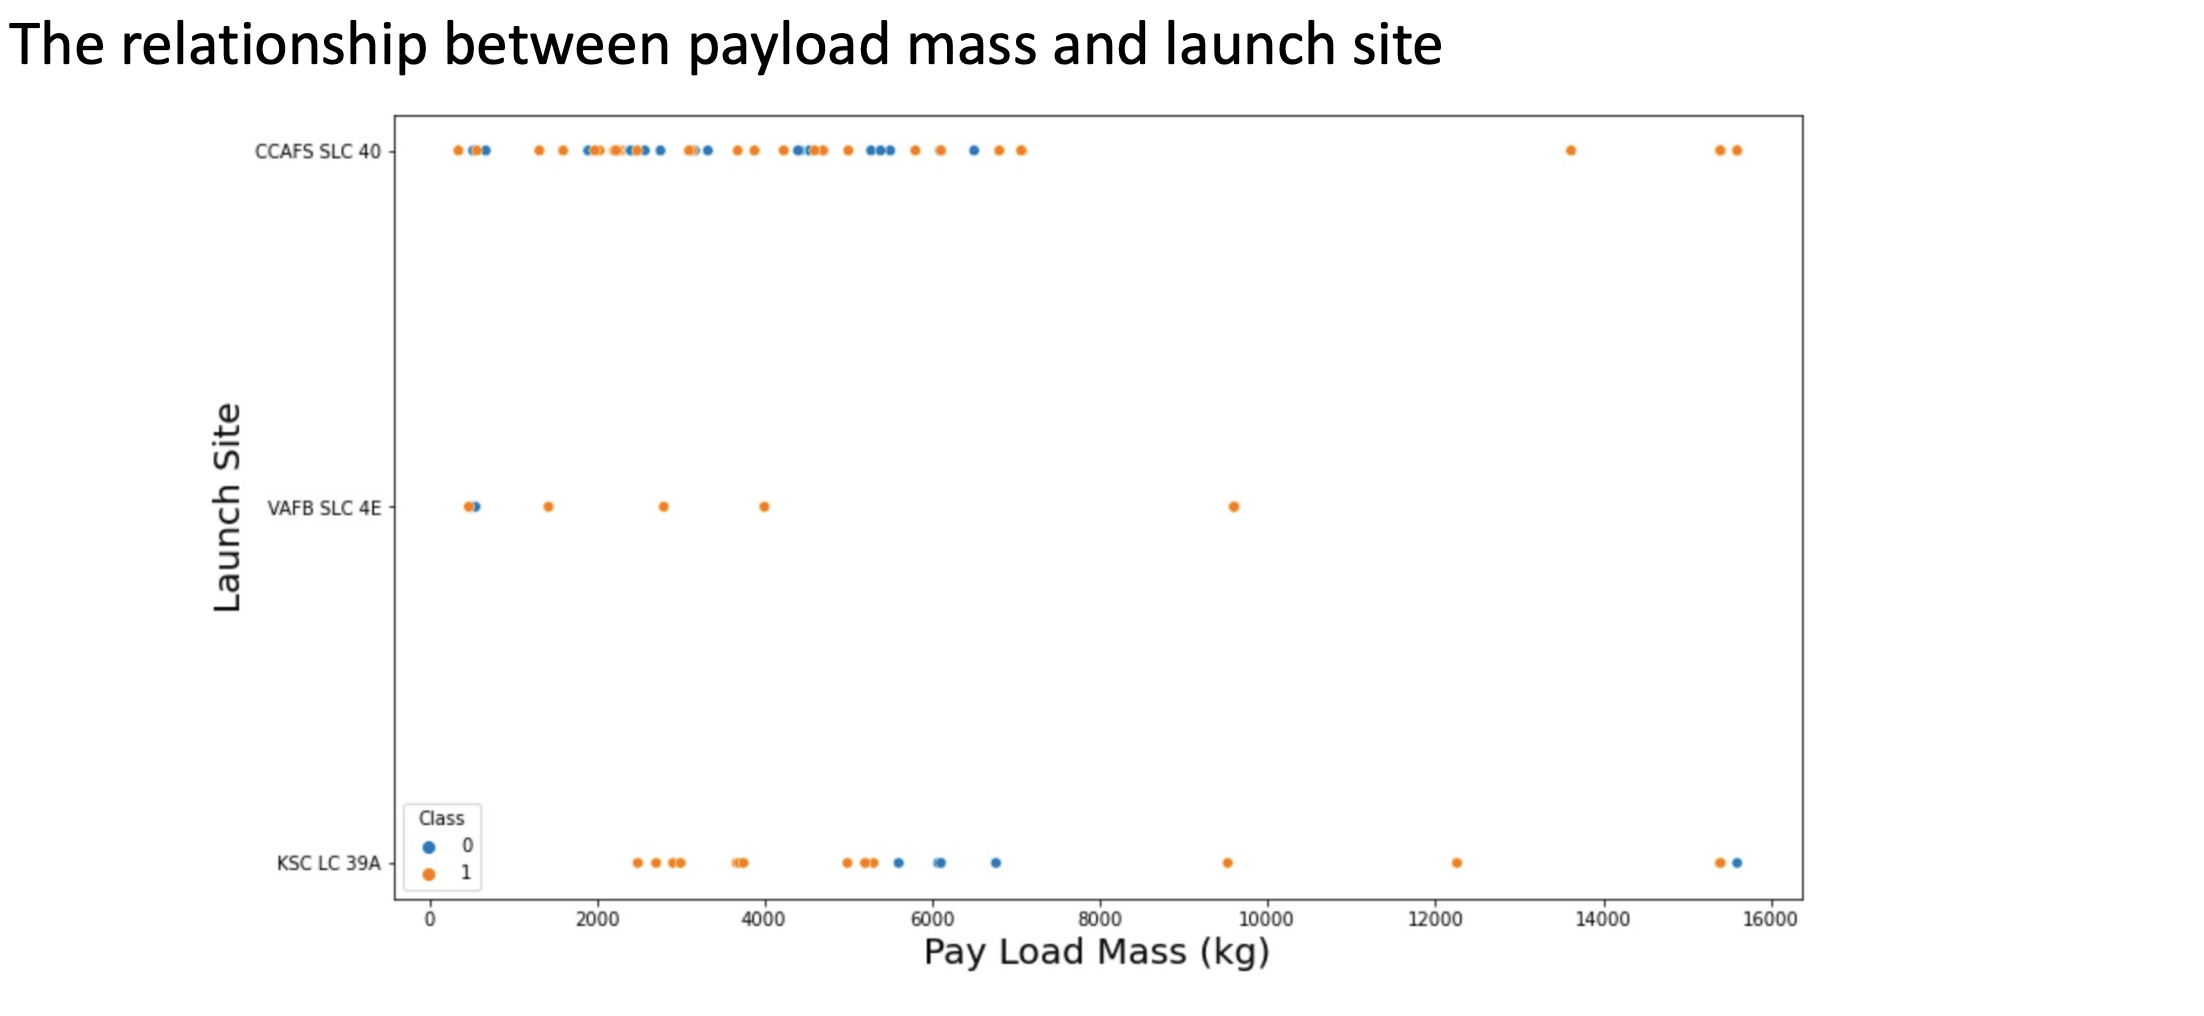 The relationship between payload mass and launch site
CCAFS SLC 40
VAFB SLC 4E
KSC LC 39A
Launch Site
Class
0
1
0 2000 4000 6000 8000 10000 12000 14000 16000
Pay Load Mass (kg)